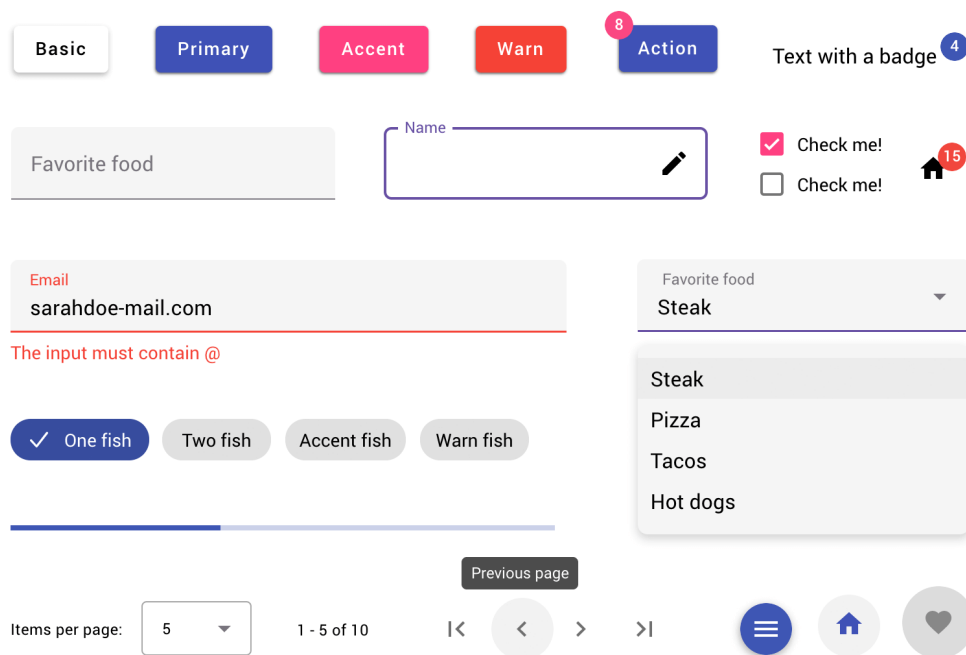 Basic
Primary
Accent
Warn
8
Action
Text with a badge 4
Favorite food
Name
Check me!
Check me!
15
Email
sarahdoe-mail.com
The input must contain @
Favorite food
Steak
Steak
Pizza
Tacos
Hot dogs
One fish
Two fish
Accent fish
Warn fish
Previous page
Items per page:
5
1 - 5 of 10